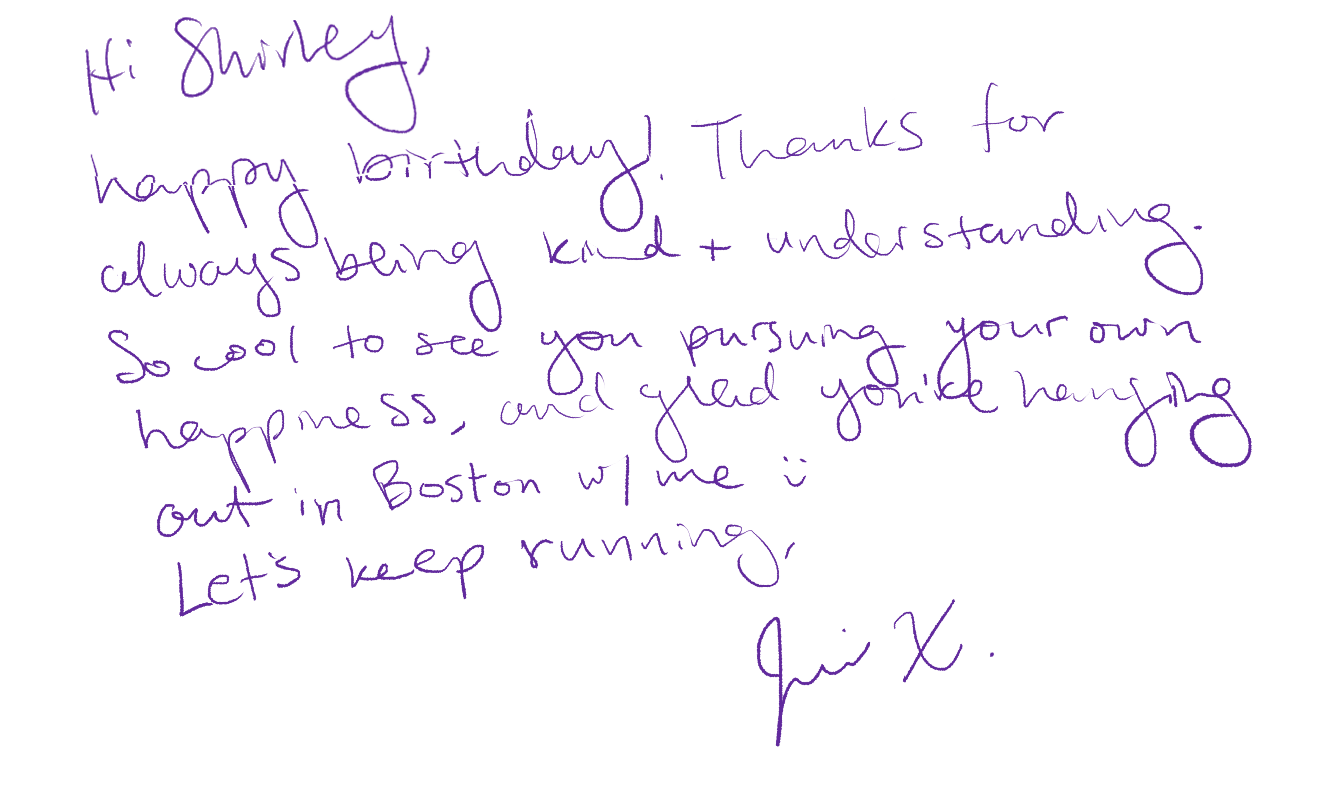 Hi Shirley,
happy birthday! Thanks for
always being kind + understanding.
So cool to see you pursuing your own
happiness, and glad you're hanging
out in Boston w/ me :)
Let's keep running,
X.